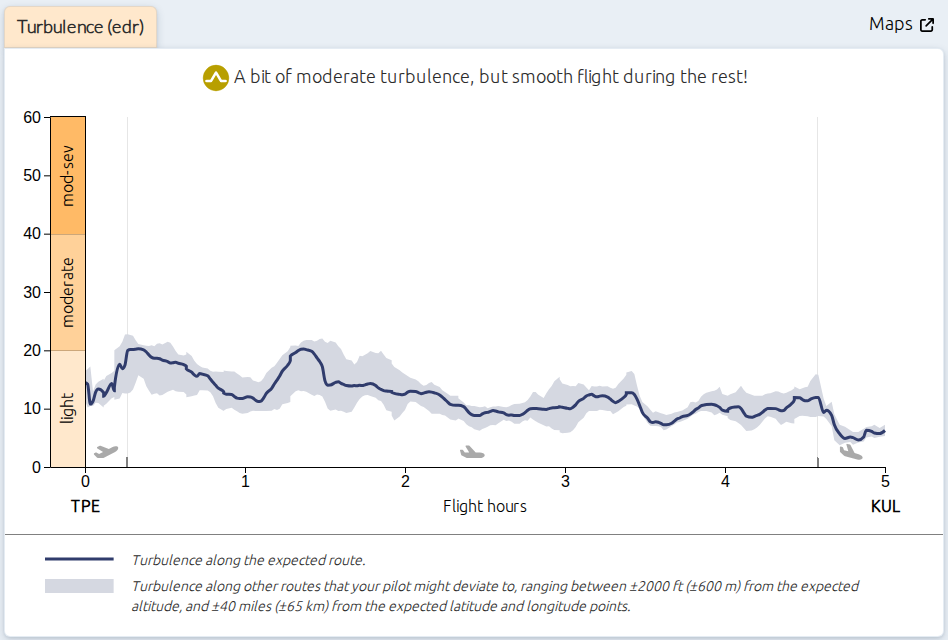 Turbulence (edr)
Maps
A bit of moderate turbulence, but smooth flight during the rest!
60
50
40
30
20
10
0
mod-sev
moderate
light
0 1 2 3 4 5
TPE Flight hours KUL
Turbulence along the expected route.
Turbulence along other routes that your pilot might deviate to, ranging between ±2000 ft (±600 m) from the expected
altitude, and ±40 miles (±65 km) from the expected latitude and longitude points.